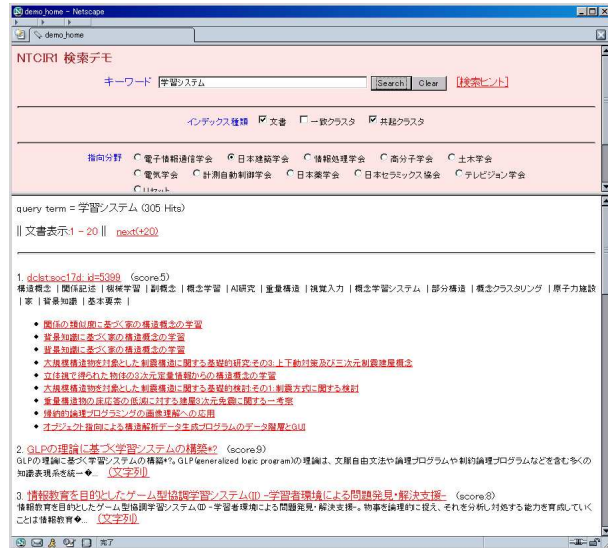 demo_home - Netscape
demo_home
NTCIR1 検索デモ
キーワード 学習システム Search Clear [検索ヒント]
インデックス種類 文書 一致クラスタ 共起クラスタ
指向分野 電子情報通信学会 日本建築学会 情報処理学会 高分子学会 土木学会
電気学会 計測自動制御学会 日本薬学会 日本セラミックス協会 テレビジョン学会
リセット
query term = 学習システム (305 Hits)
|| 文書表示:1 - 20 || next(+20)
1. dclst:soc17d: id=5399 (score:5)
構造概念 | 関係記述 | 機械学習 | 副概念 | 概念学習 | AI研究 | 重量構造 | 視覚入力 | 概念学習システム | 部分構造 | 概念クラスタリング | 原子力施設
| 家 | 背景知識 | 基本要素 |
関係の類似度に基づく家の構造概念の学習
背景知識に基づく家の構造概念の学習
背景知識に基づく家の構造概念の学習
大規模構造物を対象とした制震構造に関する基礎的研究:その3:上下動対策及び三次元制震建屋概念
立体視で得られた物体の3次元定量情報からの構造概念の学習
大規模構造物を対象とした制震構造に関する基礎的検討:その1:制震方式に関する検討
重量構造物の床応答の低減に対する建屋3次元免震に関する一考察
帰納的論理プログラミングの画像理解への応用
オブジェクト指向による構造解析データ生成プログラムのデータ階層とGUI
2. GLPの理論に基づく学習システムの構築*? (score:9)
GLPの理論に基づく学習システムの構築*?。GLP(generalized logic program)の理論は、文脈自由文法や論理プログラムや制約論理プログラムなどを含む多くの
知識表現系を統一�... (文字列)
3. 情報教育を目的としたゲーム型協調学習システム(II) -学習者環境による問題発見・解決支援- (score:8)
情報教育を目的としたゲーム型協調学習システム(II) -学習者環境による問題発見・解決支援-。物事を論理的に捉え、それを分析し対処する能力を育成していく
ことは情報教育�... (文字列)
完了